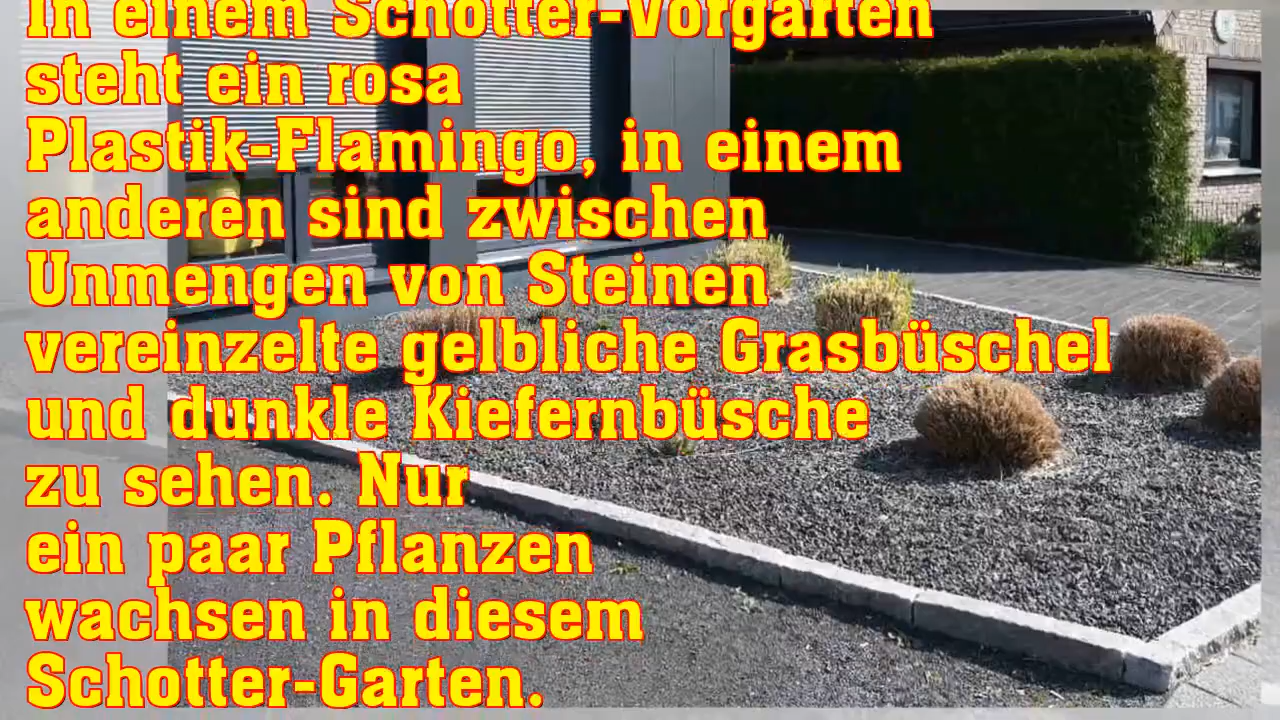 In einem Schotter-Vorgarten
steht ein rosa
Plastik-Flamingo, in einem
anderen sind zwischen
Unmengen von Steinen
vereinzelte gelbliche Grasbüschel
und dunkle Kiefernbüsche
zu sehen. Nur
ein paar Pflanzen
wachsen in diesem
Schotter-Garten.